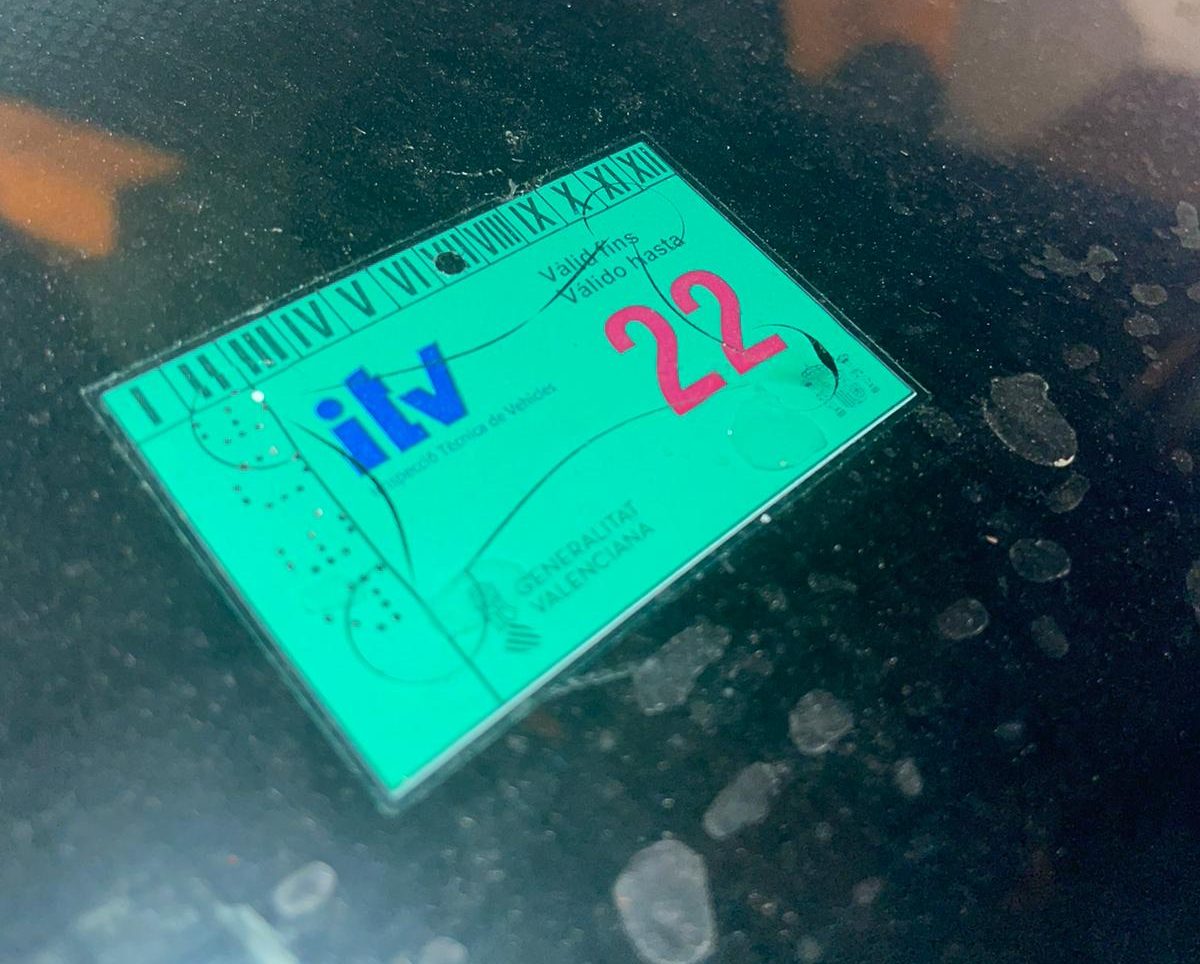 I II III IV V VI VII VIII IX X XI XII
Vàlid fins
Válido hasta
22
itv
Inspecció Tècnica de Vehicles
GENERALITAT
VALENCIANA